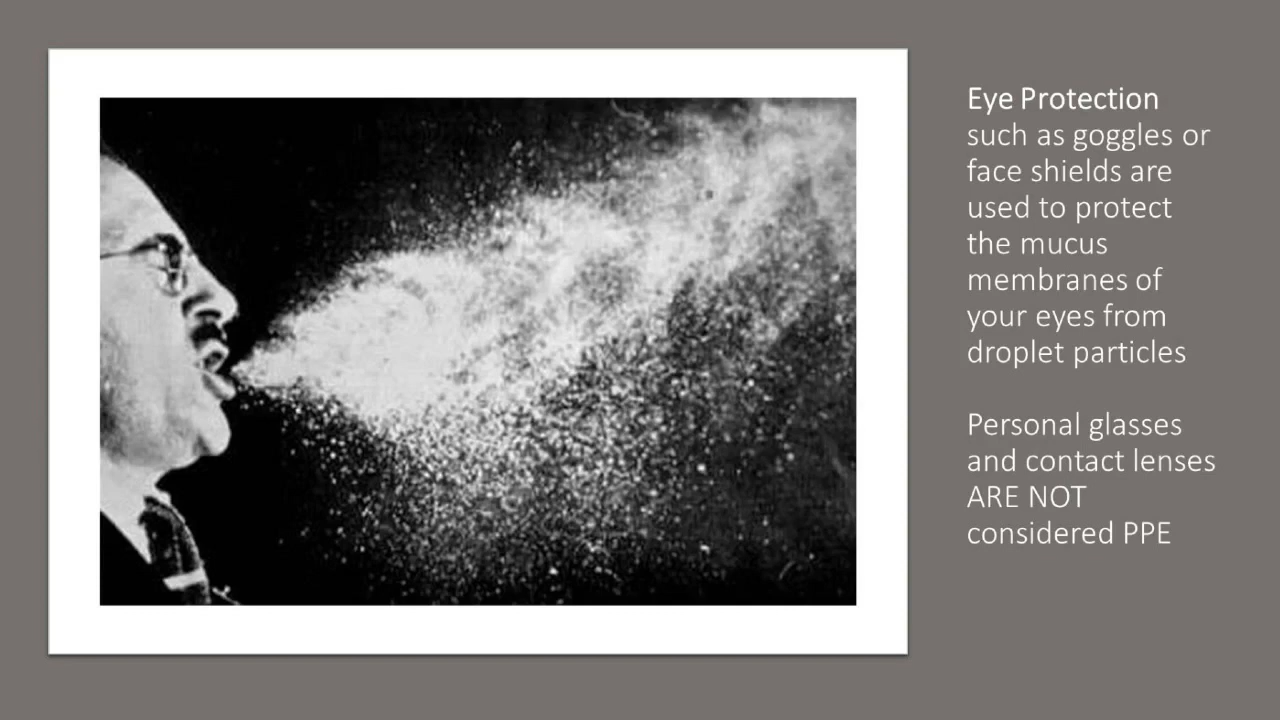 Eye Protection
such as goggles or
face shields are
used to protect
the mucus
membranes of
your eyes from
droplet particles
Personal glasses
and contact lenses
ARE NOT
considered PPE